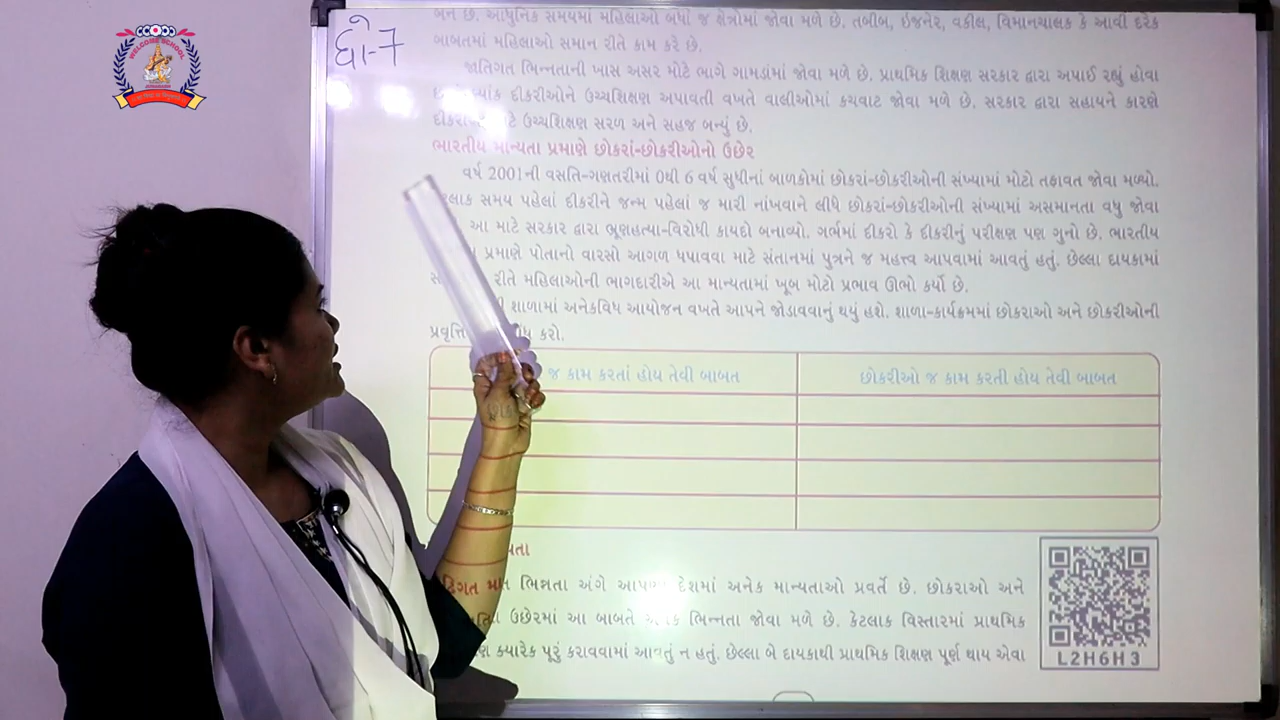 WELCOME SCHOOL
ધો-7
બને છે. આધુનિક સમયમાં મહિલાઓ બધાં જ ક્ષેત્રોમાં જોવા મળે છે. તબીબ, ઇજનેર, વકીલ, વિમાનચાલક કે આવી દરેક
બાબતમાં મહિલાઓ સમાન રીતે કામ કરે છે.
જાતિગત ભિન્નતાની ખાસ અસર મોટે ભાગે ગામડાંમાં જોવા મળે છે. પ્રાથમિક શિક્ષણ સરકાર દ્વારા અપાઈ રહ્યું હોવા
દીકરીઓને ઉચ્ચશિક્ષણ અપાવતી વખતે વાલીઓમાં કચવાટ જોવા મળે છે. સરકાર દ્વારા સહાયને કારણે
ઉચ્ચશિક્ષણ સરળ અને સહજ બન્યું છે.
ભારતીય માન્યતા પ્રમાણે છોકરાં-છોકરીઓનો ઉછેર
વર્ષ 2001ની વસતિ-ગણતરીમાં 0થી 6 વર્ષ સુધીનાં બાળકોમાં છોકરાં-છોકરીઓની સંખ્યામાં મોટો તફાવત જોવા મળ્યો.
સમય પહેલાં દીકરીને જન્મ પહેલાં જ મારી નાંખવાને લીધે છોકરાં-છોકરીઓની સંખ્યામાં અસમાનતા વધુ જોવા
આ માટે સરકાર દ્વારા ભ્રૂણહત્યા-વિરોધી કાયદો બનાવ્યો. ગર્ભમાં દીકરો કે દીકરીનું પરીક્ષણ પણ ગુનો છે. ભારતીય
પ્રમાણે પોતાનો વારસો આગળ ધપાવવા માટે સંતાનમાં પુત્રને જ મહત્ત્વ આપવામાં આવતું હતું. છેલ્લા દાયકામાં
રીતે મહિલાઓની ભાગદારીએ આ માન્યતામાં ખૂબ મોટો પ્રભાવ ઊભો કર્યો છે.
શાળામાં અનેકવિધ આયોજન વખતે આપને જોડાવવાનું થયું હશે. શાળા-કાર્યક્રમમાં છોકરાઓ અને છોકરીઓની
કરો.
જ કામ કરતાં હોય તેવી બાબત
છોકરીઓ જ કામ કરતી હોય તેવી બાબત
ભિન્નતા અંગે આપણા દેશમાં અનેક માન્યતાઓ પ્રવર્તે છે. છોકરાઓ અને
ઉછેરમાં આ બાબતે અનેક ભિન્નતા જોવા મળે છે. કેટલાક વિસ્તારમાં પ્રાથમિક
ક્યારેક પૂરું કરાવવામાં આવતું ન હતું. છેલ્લા બે દાયકાથી પ્રાથમિક શિક્ષણ પૂર્ણ થાય એવા
L2H6H3